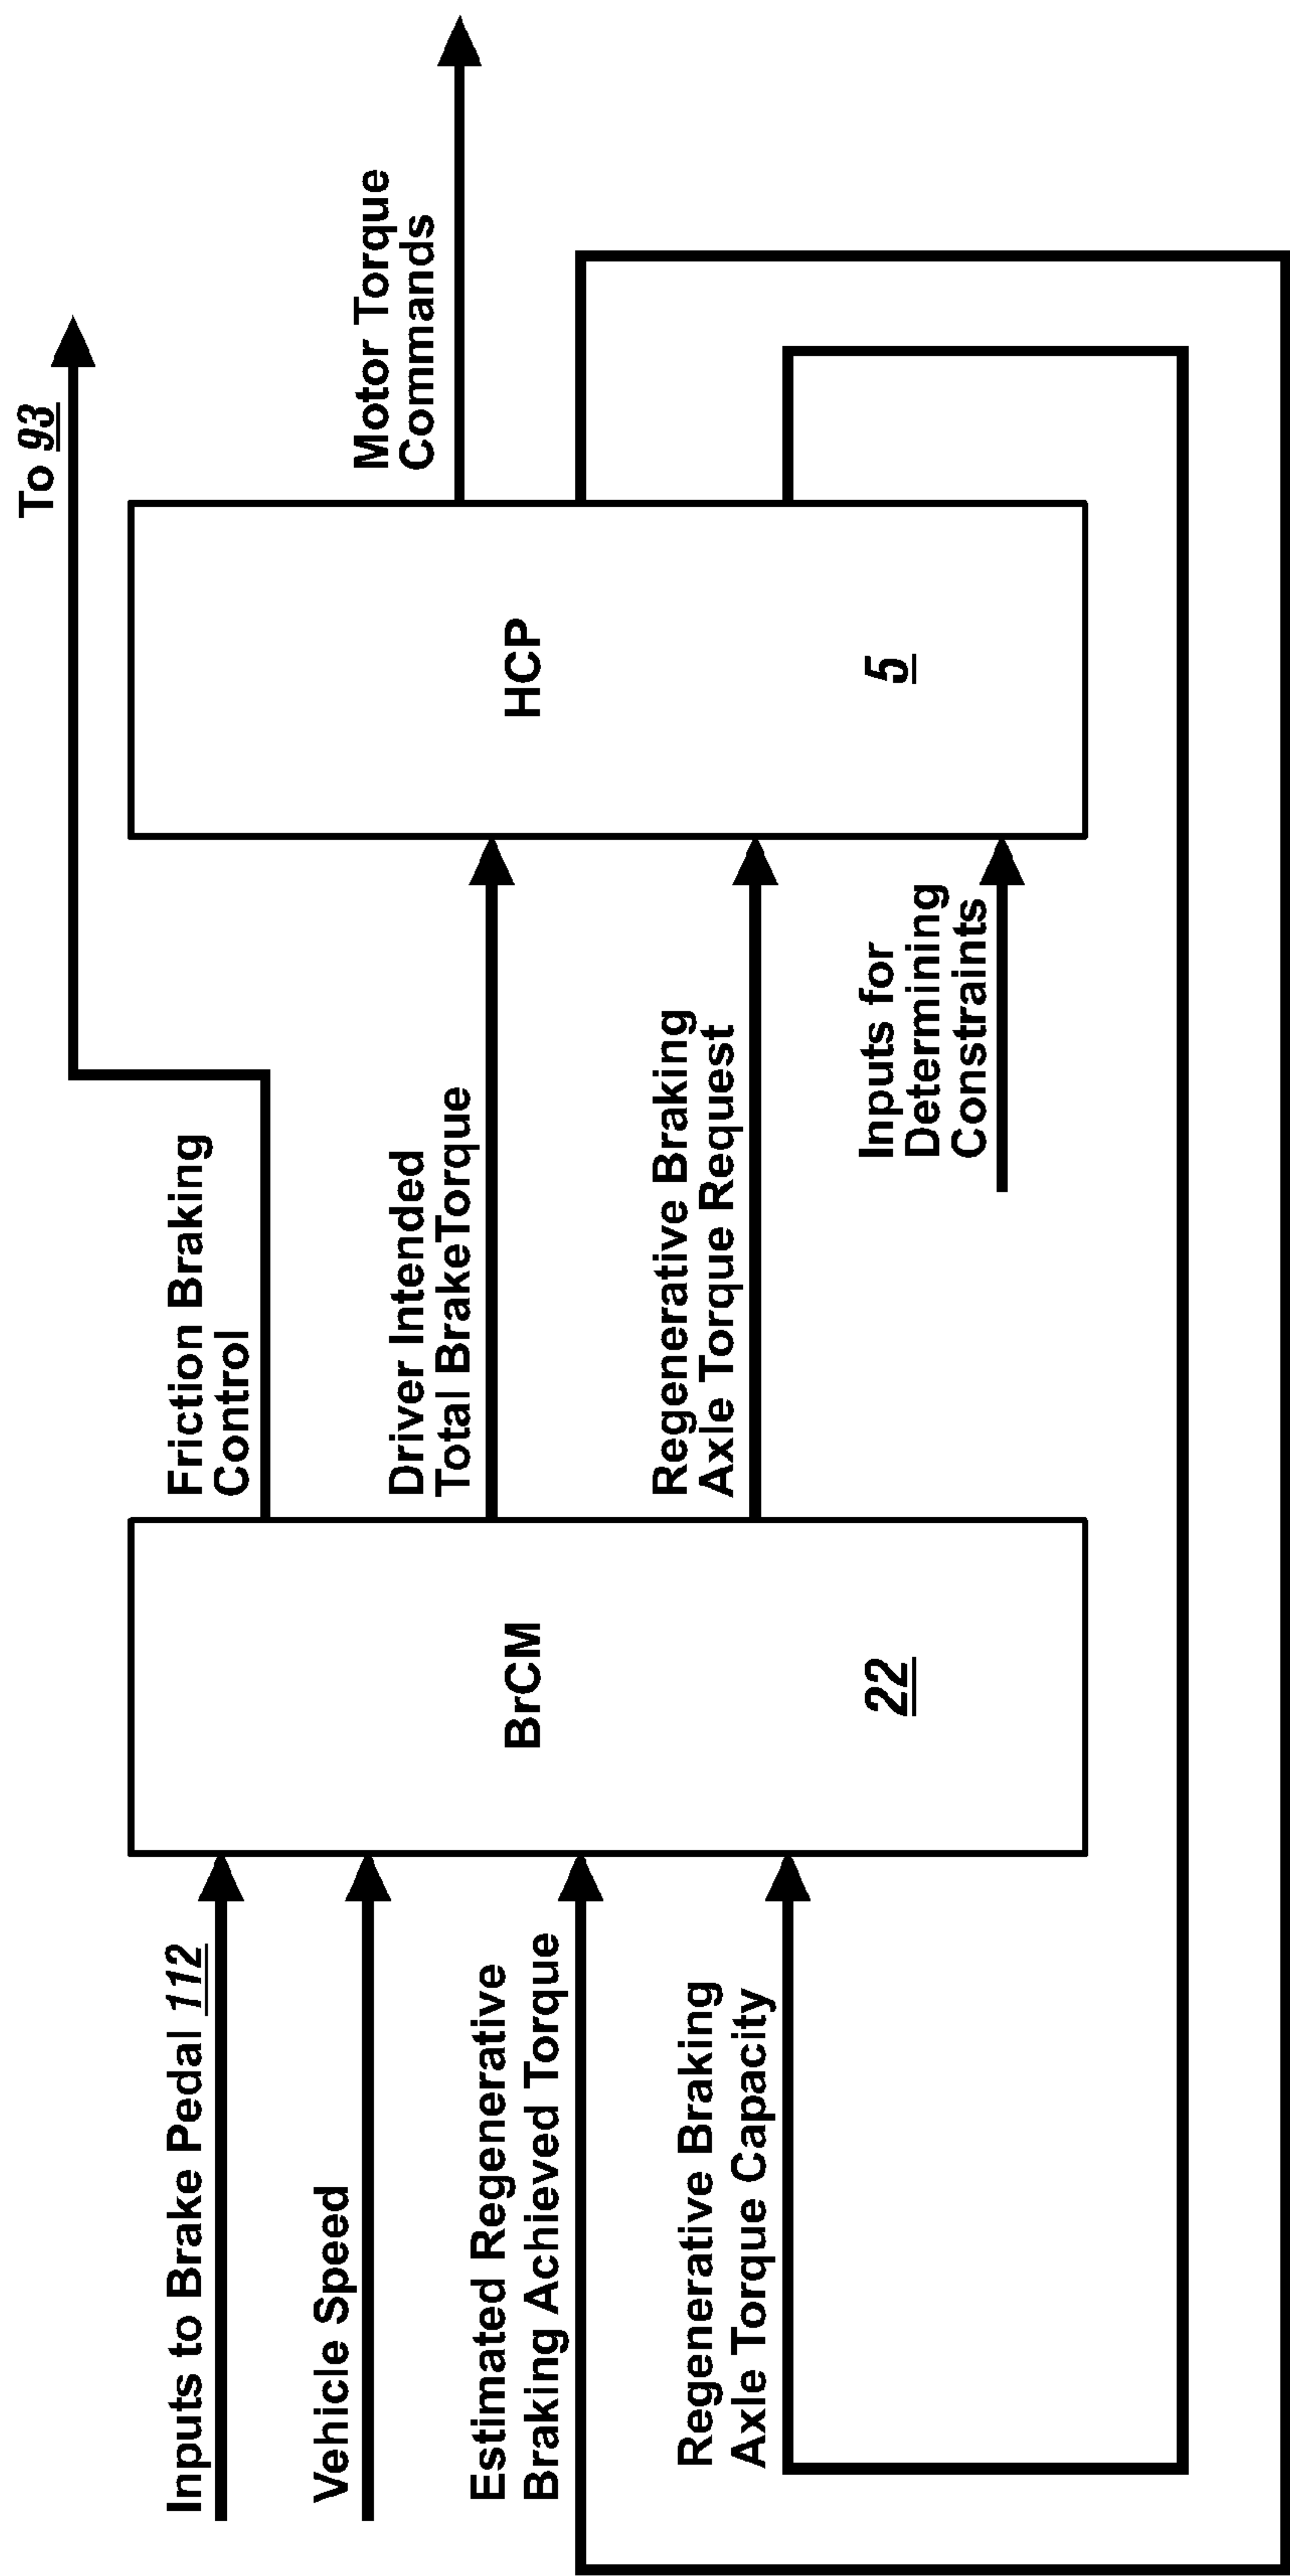 To 93
Friction Braking
Control
Motor Torque
Commands
Inputs to Brake Pedal 112
Vehicle Speed
Estimated Regenerative
Braking Achieved Torque
Regenerative Braking
Axle Torque Capacity
BrCM
22
Driver Intended
Total BrakeTorque
Regenerative Braking
Axle Torque Request
Inputs for
Determining
Constraints
HCP
5